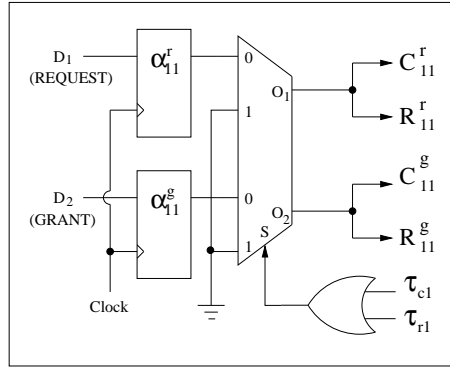 D₁
(REQUEST)
α₁₁ʳ
0
1
O₁
C₁₁ʳ
R₁₁ʳ
D₂
(GRANT)
α₁₁ᵍ
0
1
O₂
S
C₁₁ᵍ
R₁₁ᵍ
Clock
τc1
τr1